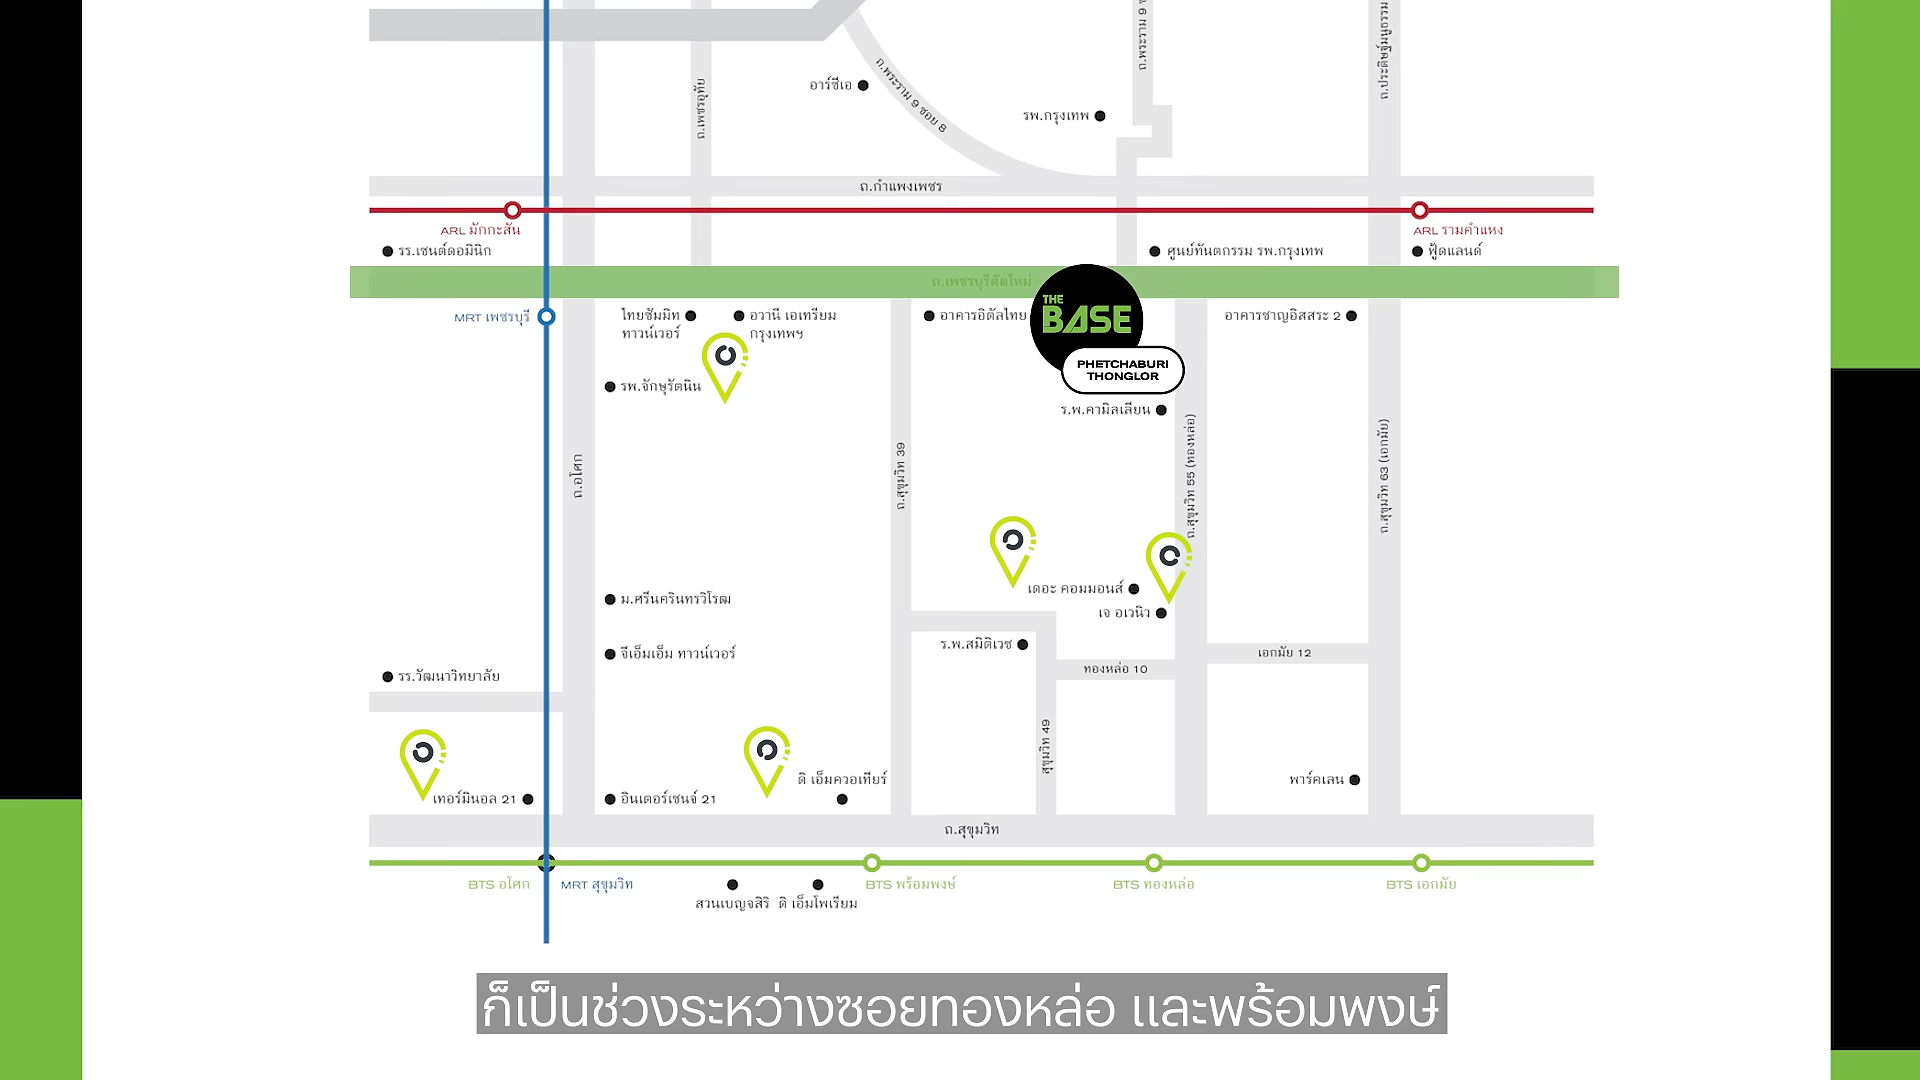 ถ.พระราม 9 ซอย 8
ถ.เพชรอุทัย
ถ.ประดิษฐ์มนูธรรม
อาร์ซีเอ
รพ.กรุงเทพ
ถ.กำแพงเพชร
ARL มักกะสัน
ARL รามคำแหง
รร.เซนต์ดอมินิก
ศูนย์ทันตกรรม รพ.กรุงเทพ
ฟู้ดแลนด์
ถ.เพชรบุรีตัดใหม่
MRT เพชรบุรี
ไทยซัมมิท
ทาวน์เวอร์
อวานี เอเทรียม
กรุงเทพฯ
อาคารอิตัลไทย
THE
BASE
PHETCHABURI
THONGLOR
อาคารชาญอิสสระ 2
รพ.จักษุรัตนิน
ร.พ.คามิลเลียน
ถ.อโศก
ถ.สุขุมวิท 39
ถ.สุขุมวิท 55 (ทองหล่อ)
ถ.สุขุมวิท 63 (เอกมัย)
เดอะ คอมมอนส์
ม.ศรีนครินทรวิโรฒ
เจ อเวนิว
ร.พ.สมิติเวช
จีเอ็มเอ็ม ทาวน์เวอร์
เอกมัย 12
ทองหล่อ 10
รร.วัฒนาวิทยาลัย
สุขุมวิท 49
ดิ เอ็มควอเทียร์
พาร์คเลน
เทอร์มินอล 21
อินเตอร์เชนจ์ 21
ถ.สุขุมวิท
BTS อโศก
MRT สุขุมวิท
BTS พร้อมพงษ์
BTS ทองหล่อ
BTS เอกมัย
สวนเบญจสิริ
ดิ เอ็มโพเรียม
ก็เป็นช่วงระหว่างซอยทองหล่อ และพร้อมพงษ์